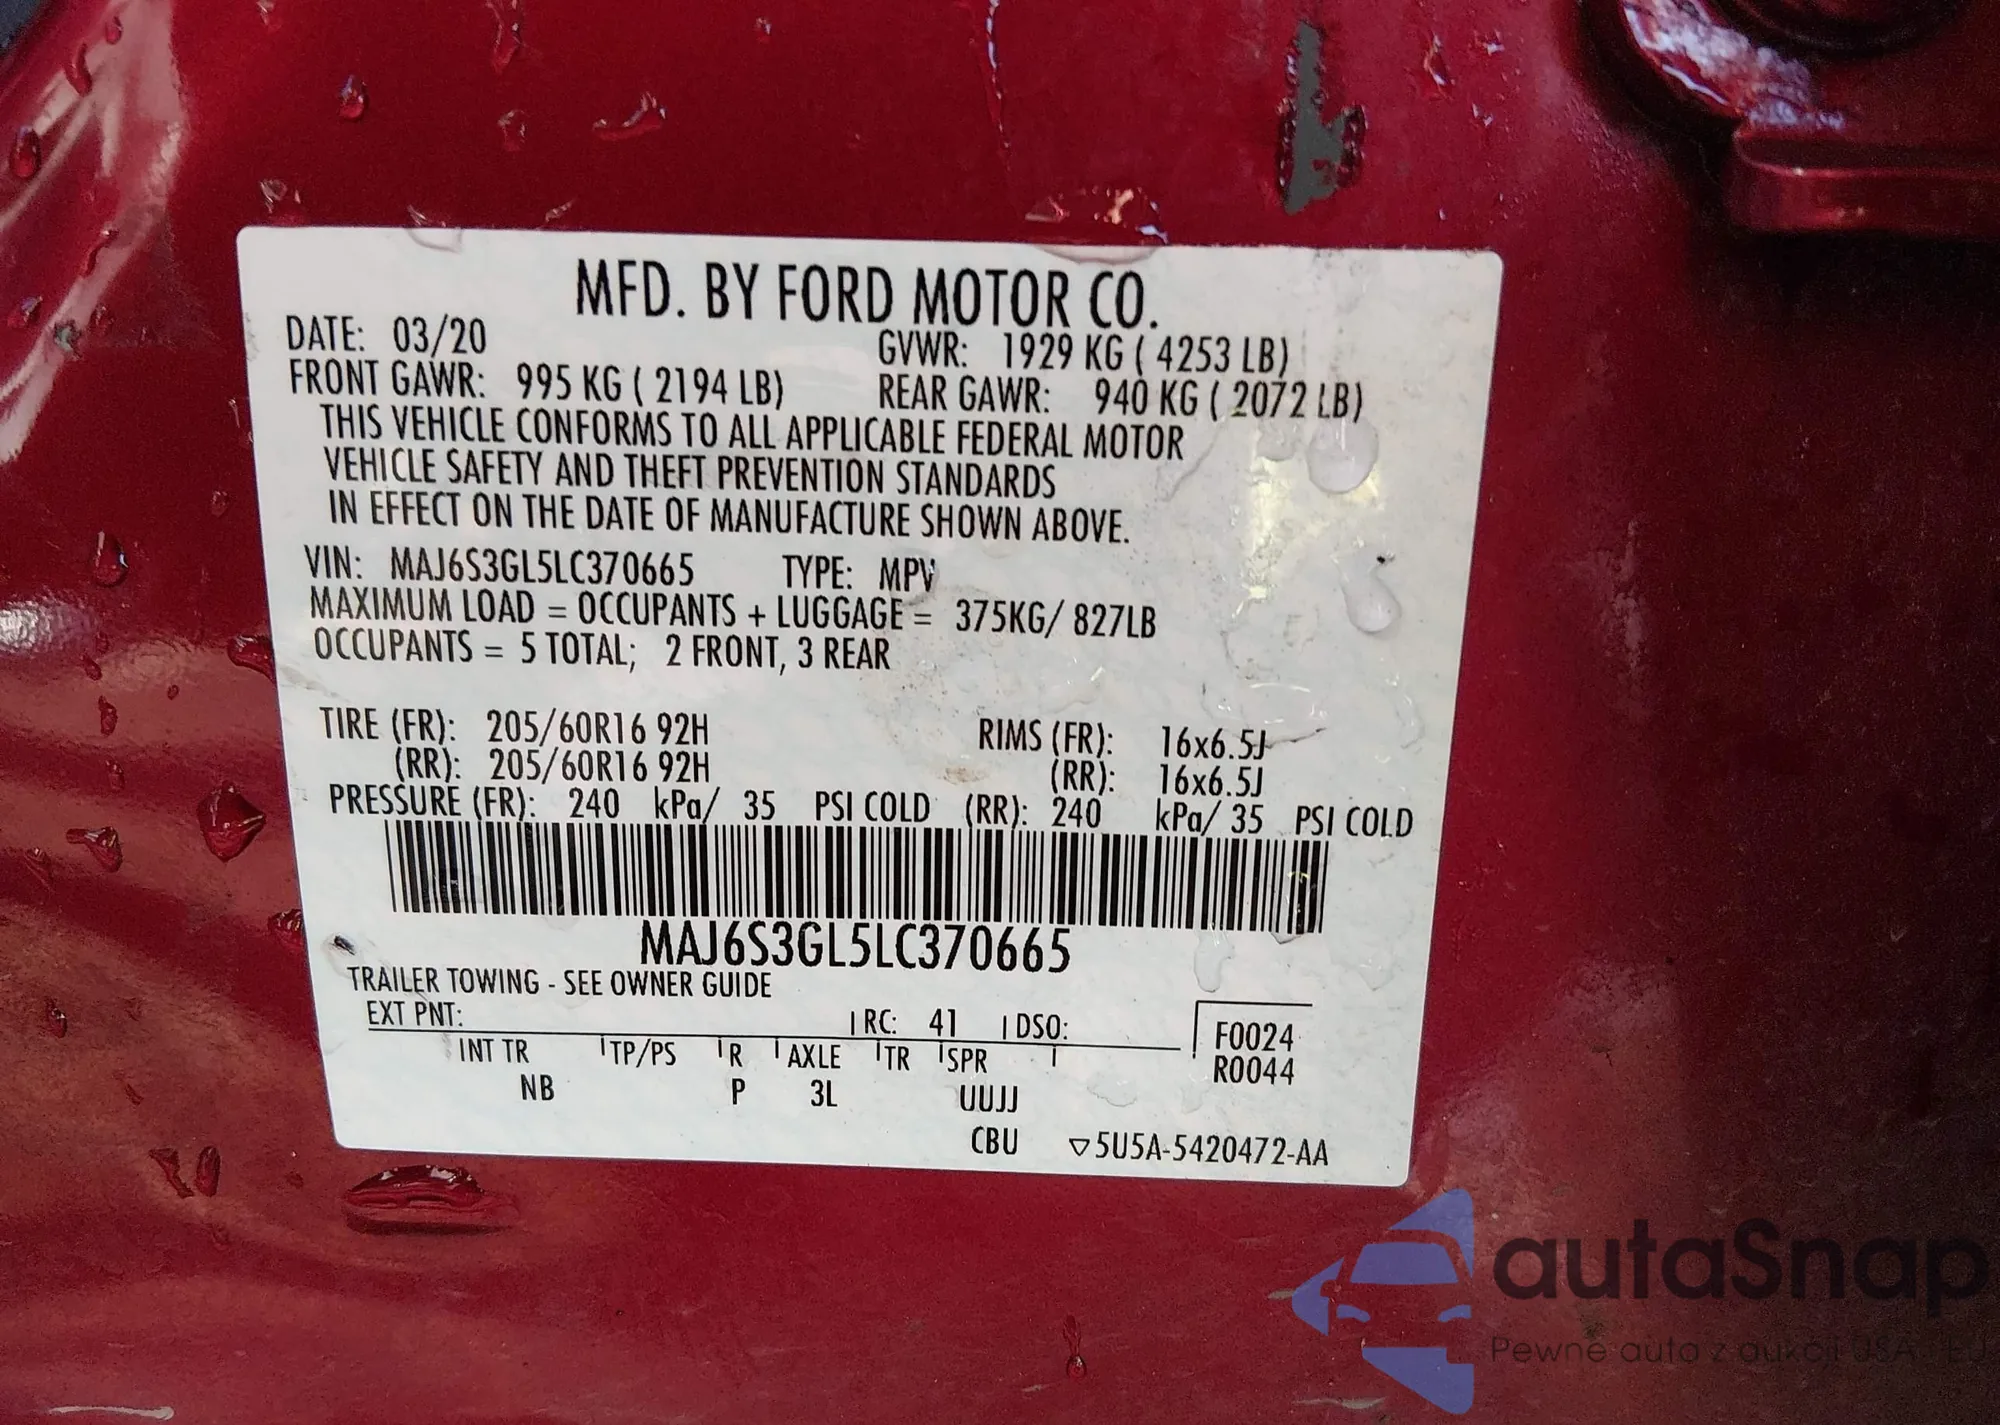 MFD. BY FORD MOTOR CO.
DATE: 03/20 GVWR: 1929 KG ( 4253 LB)
FRONT GAWR: 995 KG ( 2194 LB) REAR GAWR: 940 KG ( 2072 LB)
THIS VEHICLE CONFORMS TO ALL APPLICABLE FEDERAL MOTOR
VEHICLE SAFETY AND THEFT PREVENTION STANDARDS
IN EFFECT ON THE DATE OF MANUFACTURE SHOWN ABOVE.
VIN: MAJ6S3GL5LC370665 TYPE: MPV
MAXIMUM LOAD = OCCUPANTS + LUGGAGE = 375KG/ 827LB
OCCUPANTS = 5 TOTAL; 2 FRONT, 3 REAR
TIRE (FR): 205/60R16 92H RIMS (FR): 16x6.5J
(RR): 205/60R16 92H (RR): 16x6.5J
PRESSURE (FR): 240 kPa/ 35 PSI COLD (RR): 240 kPa/ 35 PSI COLD
MAJ6S3GL5LC370665
TRAILER TOWING - SEE OWNER GUIDE
EXT PNT: RC: 41 DSO: F0024
INT TR TP/PS R AXLE TR SPR R0044
NB P 3L UUJJ
CBU ▽5U5A-5420472-AA
autaSnap
Pewne auta z aukcji USA